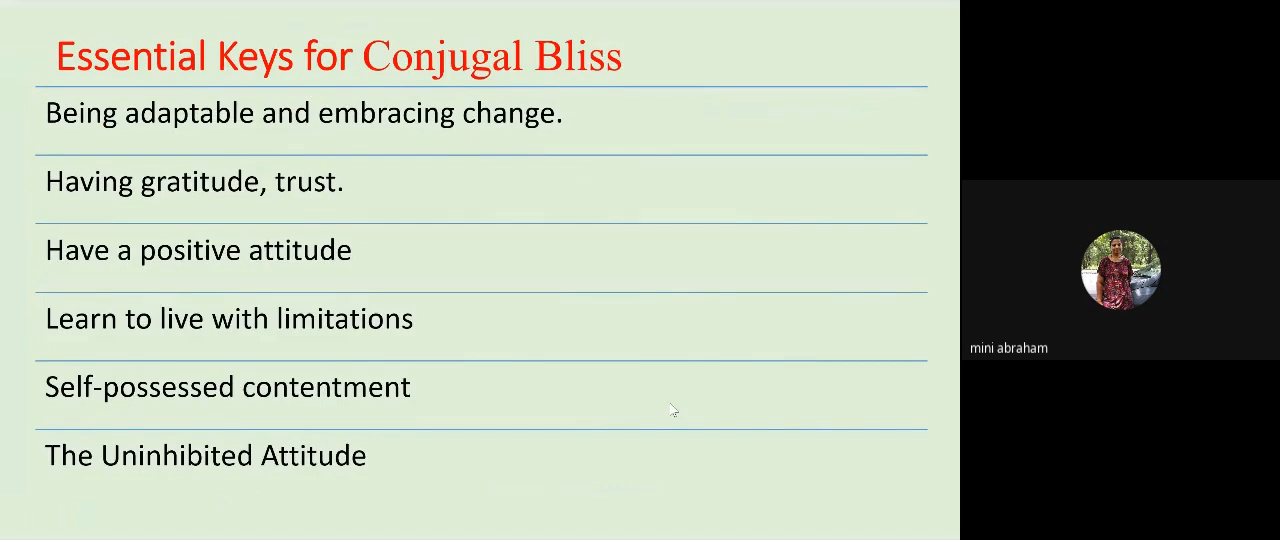 Essential Keys for Conjugal Bliss
Being adaptable and embracing change.
Having gratitude, trust.
Have a positive attitude
Learn to live with limitations
Self-possessed contentment
The Uninhibited Attitude
mini abraham